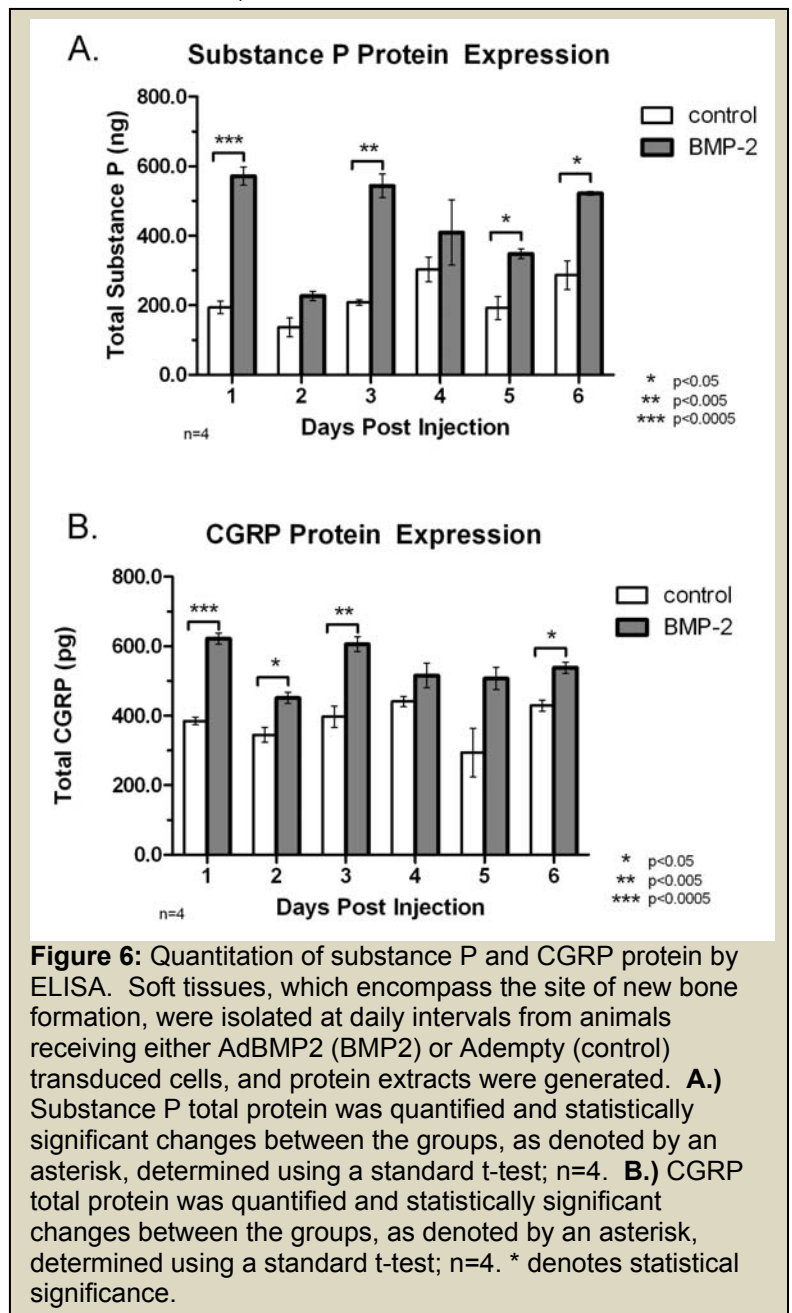 A.
Substance P Protein Expression
Total Substance P (ng)
800.0
600.0
400.0
200.0
0.0
*** ** * *
control
BMP-2
1 2 3 4 5 6
Days Post Injection
n=4
* p<0.05
** p<0.005
*** p<0.0005
B.
CGRP Protein Expression
Total CGRP (pg)
800.0
600.0
400.0
200.0
0.0
*** * ** *
control
BMP-2
1 2 3 4 5 6
Days Post Injection
n=4
* p<0.05
** p<0.005
*** p<0.0005
Figure 6: Quantitation of substance P and CGRP protein by
ELISA. Soft tissues, which encompass the site of new bone
formation, were isolated at daily intervals from animals
receiving either AdBMP2 (BMP2) or Adempty (control)
transduced cells, and protein extracts were generated. A.)
Substance P total protein was quantified and statistically
significant changes between the groups, as denoted by an
asterisk, determined using a standard t-test; n=4. B.) CGRP
total protein was quantified and statistically significant
changes between the groups, as denoted by an asterisk,
determined using a standard t-test; n=4. * denotes statistical
significance.